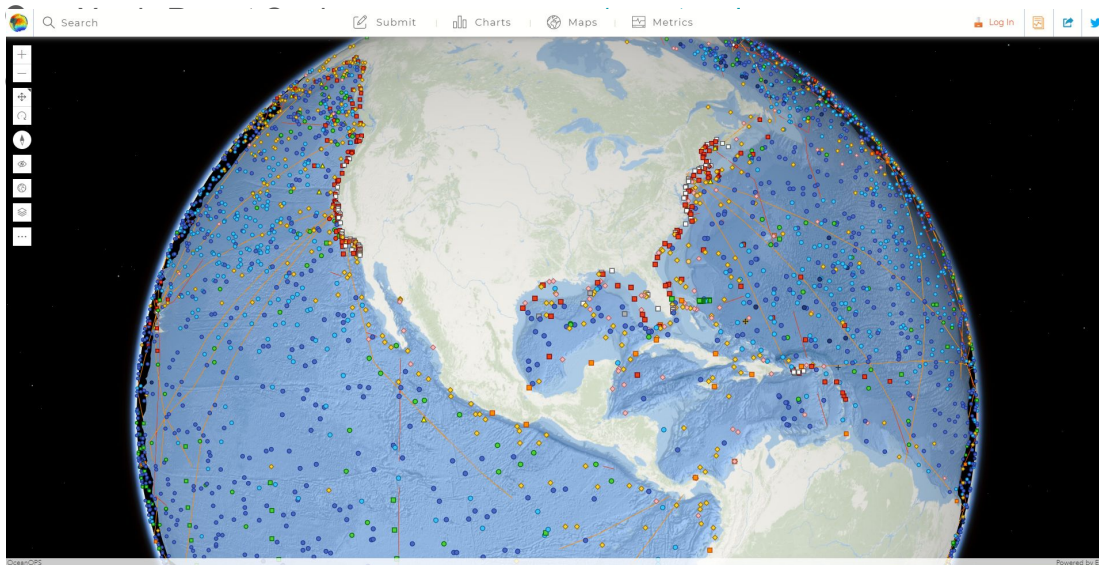 Search
Submit
Charts
Maps
Metrics
Log In
OceanOPS
Powered by E